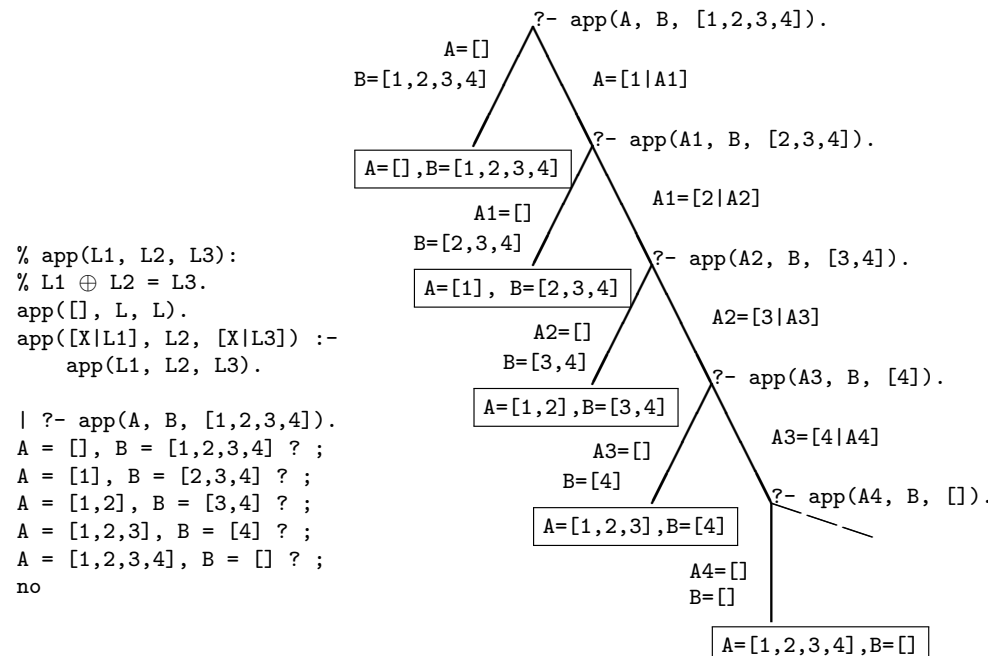 % app(L1, L2, L3):
% L1 ⊕ L2 = L3.
app([], L, L).
app([X|L1], L2, [X|L3]) :-
    app(L1, L2, L3).
| ?- app(A, B, [1,2,3,4]).
A = [], B = [1,2,3,4] ? ;
A = [1], B = [2,3,4] ? ;
A = [1,2], B = [3,4] ? ;
A = [1,2,3], B = [4] ? ;
A = [1,2,3,4], B = [] ? ;
no
?- app(A, B, [1,2,3,4]).
A=[]
B=[1,2,3,4]
A=[1|A1]
?- app(A1, B, [2,3,4]).
A=[],B=[1,2,3,4]
A1=[]
B=[2,3,4]
A1=[2|A2]
?- app(A2, B, [3,4]).
A=[1], B=[2,3,4]
A2=[]
B=[3,4]
A2=[3|A3]
?- app(A3, B, [4]).
A=[1,2],B=[3,4]
A3=[]
B=[4]
A3=[4|A4]
?- app(A4, B, []).
A=[1,2,3],B=[4]
A4=[]
B=[]
A=[1,2,3,4],B=[]